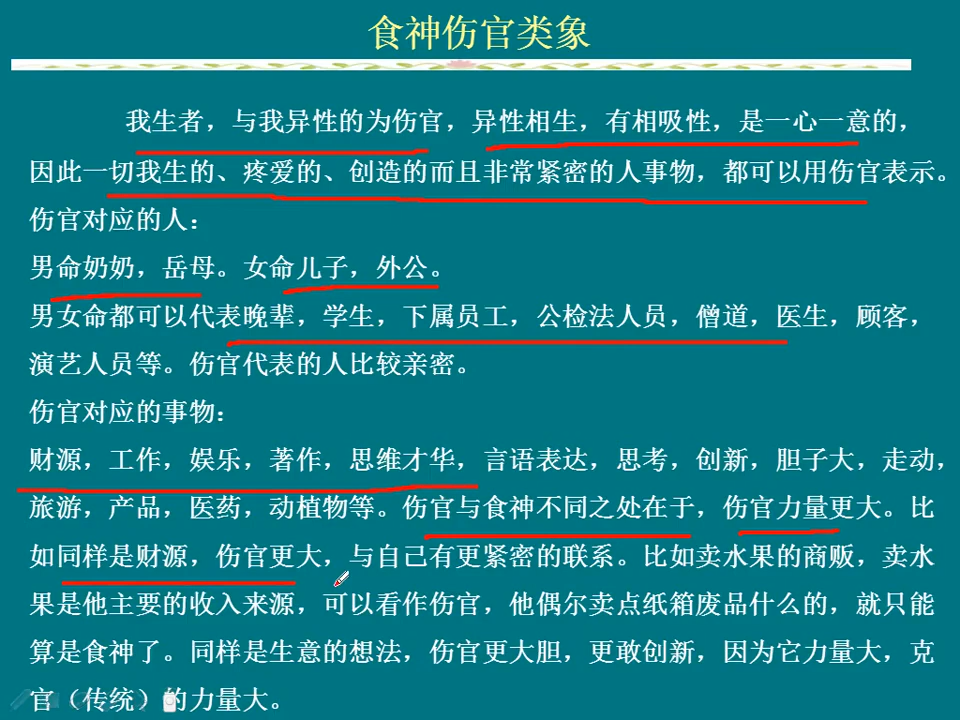 食神伤官类象
我生者，与我异性的为伤官，异性相生，有相吸性，是一心一意的，
因此一切我生的、疼爱的、创造的而且非常紧密的人事物，都可以用伤官表示。
伤官对应的人：
男命奶奶，岳母。女命儿子，外公。
男女命都可以代表晚辈，学生，下属员工，公检法人员，僧道，医生，顾客，
演艺人员等。伤官代表的人比较亲密。
伤官对应的事物：
财源，工作，娱乐，著作，思维才华，言语表达，思考，创新，胆子大，走动，
旅游，产品，医药，动植物等。伤官与食神不同之处在于，伤官力量更大。比
如同样是财源，伤官更大，与自己有更紧密的联系。比如卖水果的商贩，卖水
果是他主要的收入来源，可以看作伤官，他偶尔卖点纸箱废品什么的，就只能
算是食神了。同样是生意的想法，伤官更大胆，更敢创新，因为它力量大，克
官（传统）的力量大。